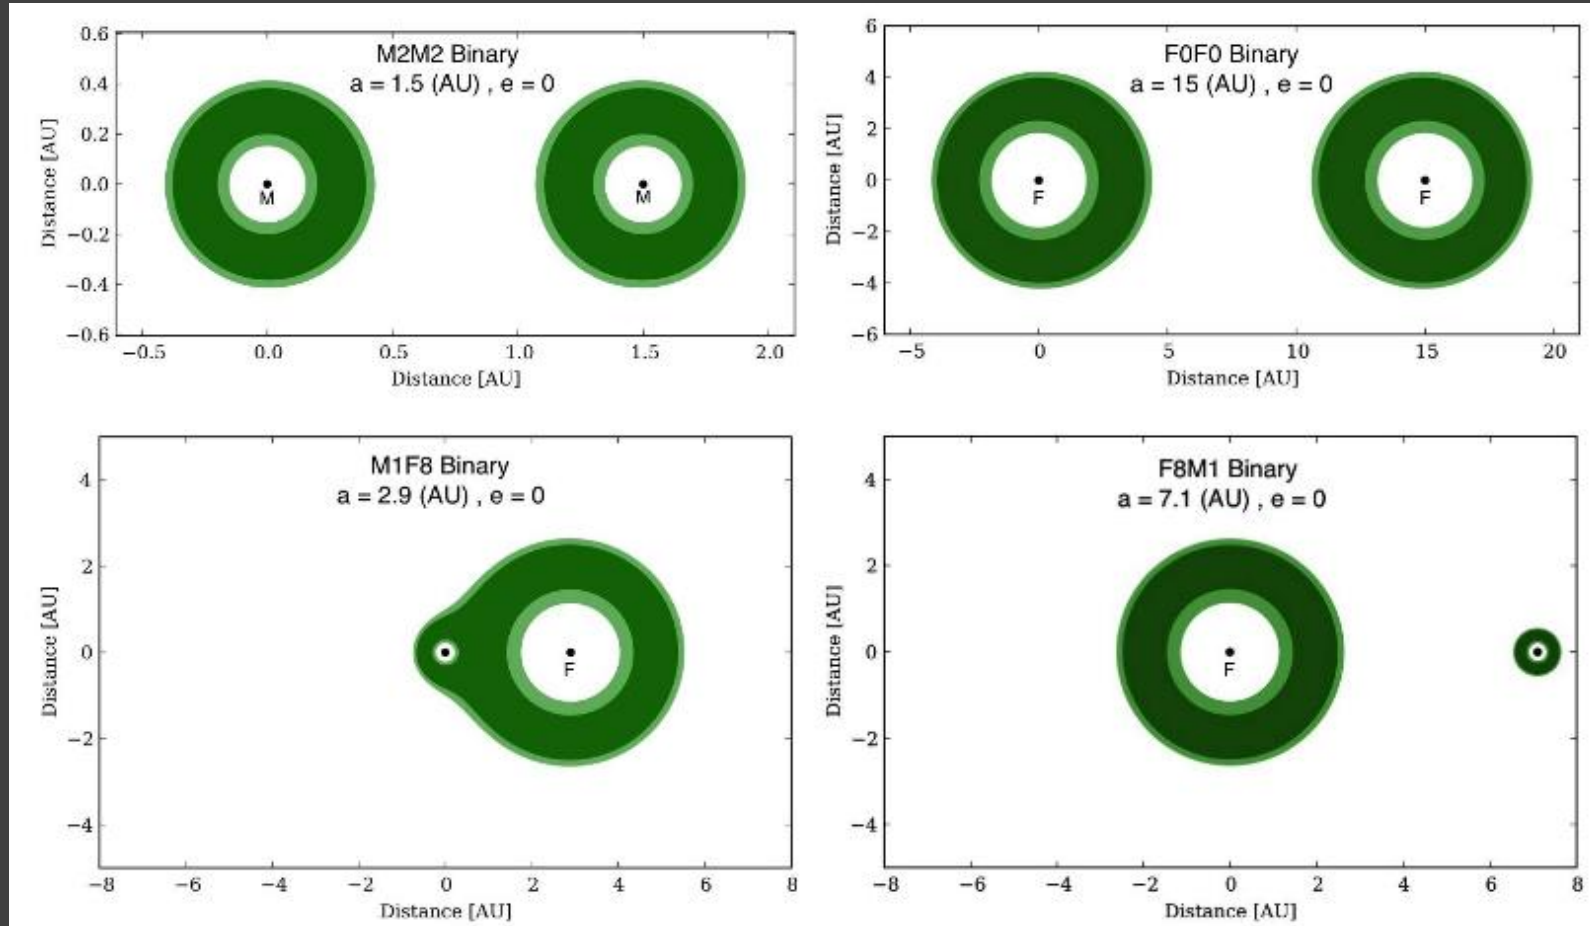 M2M2 Binary
a = 1.5 (AU) , e = 0
Distance [AU]
0.6
0.4
0.2
0.0
−0.2
−0.4
−0.6
M
M
−0.5 0.0 0.5 1.0 1.5 2.0
Distance [AU]
F0F0 Binary
a = 15 (AU) , e = 0
Distance [AU]
6
4
2
0
−2
−4
−6
F
F
−5 0 5 10 15 20
Distance [AU]
M1F8 Binary
a = 2.9 (AU) , e = 0
Distance [AU]
4
2
0
−2
−4
F
−8 −6 −4 −2 0 2 4 6 8
Distance [AU]
F8M1 Binary
a = 7.1 (AU) , e = 0
Distance [AU]
4
2
0
−2
−4
F
−8 −6 −4 −2 0 2 4 6 8
Distance [AU]